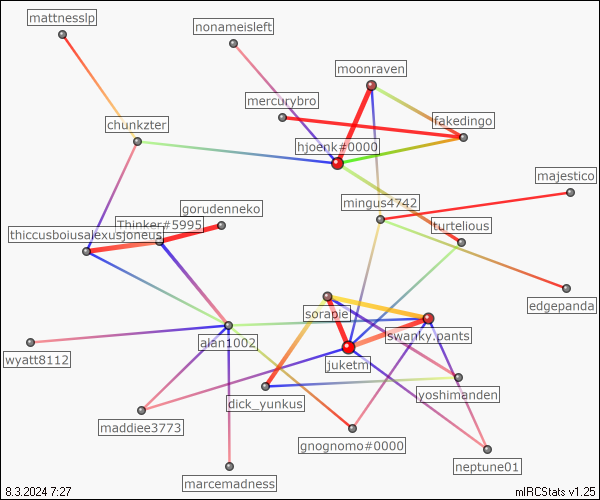 mattnesslp
nonameisleft
moonraven
mercurybro
fakedingo
chunkzter
hjoenk#0000
majestico
mingus4742
gorudenneko
Thinker#5995
turtelious
thiccusboiusalexusjoneus
edgepanda
sorapie
swanky.pants
alan1002
wyatt8112
juketm
yoshimanden
dick_yunkus
maddiee3773
gnognomo#0000
neptune01
marcemadness
8.3.2024 7:27
mIRCStats v1.25